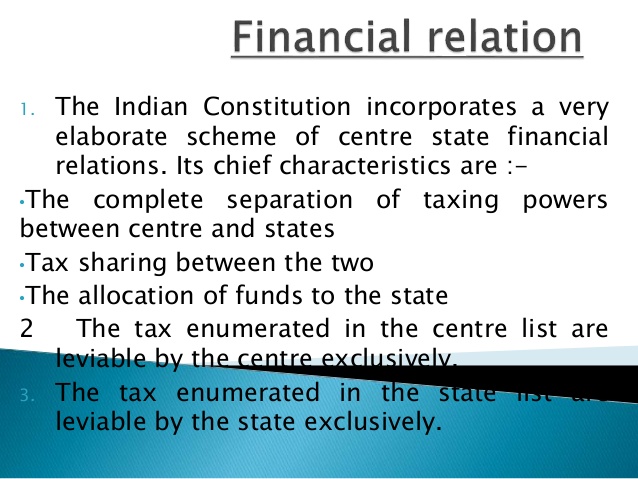 Financial relation
1. The Indian Constitution incorporates a very
elaborate scheme of centre state financial
relations. Its chief characteristics are :-
•The complete separation of taxing powers
between centre and states
•Tax sharing between the two
•The allocation of funds to the state
2 The tax enumerated in the centre list are
leviable by the centre exclusively.
3. The tax enumerated in the state list are
leviable by the state exclusively.